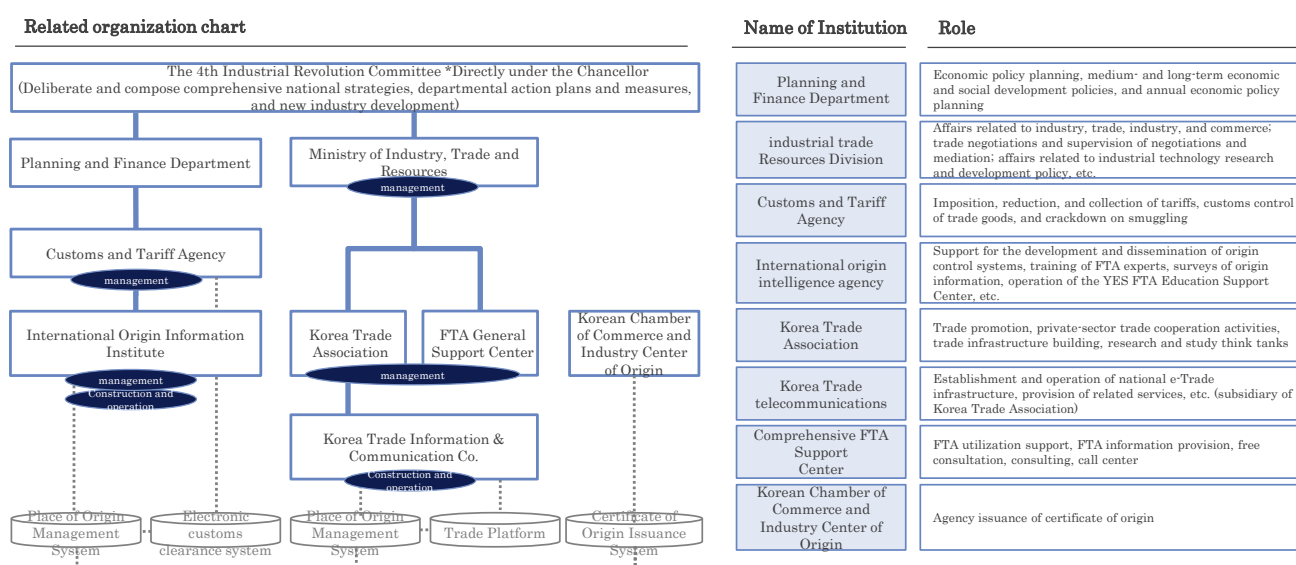 Related organization chart
The 4th Industrial Revolution Committee *Directly under the Chancellor
(Deliberate and compose comprehensive national strategies, departmental action plans and measures,
and new industry development)
Planning and Finance Department
Ministry of Industry, Trade and
Resources
management
Customs and Tariff Agency
management
International Origin Information
Institute
management
Construction and
operation
Korea Trade
Association
FTA General
Support Center
management
Korean Chamber
of Commerce and
Industry Center
of Origin
Korea Trade Information &
Communication Co.
Construction and
operation
Place of Origin
Management
System
Electronic
customs
clearance system
Place of Origin
Management
System
Trade Platform
Certificate of
Origin Issuance
System
Name of Institution
Role
Planning and
Finance Department
Economic policy planning, medium- and long-term economic
and social development policies, and annual economic policy
planning
industrial trade
Resources Division
Affairs related to industry, trade, industry, and commerce;
trade negotiations and supervision of negotiations and
mediation; affairs related to industrial technology research
and development policy, etc.
Customs and Tariff
Agency
Imposition, reduction, and collection of tariffs, customs control
of trade goods, and crackdown on smuggling
International origin
intelligence agency
Support for the development and dissemination of origin
control systems, training of FTA experts, surveys of origin
information, operation of the YES FTA Education Support
Center, etc.
Korea Trade
Association
Trade promotion, private-sector trade cooperation activities,
trade infrastructure building, research and study think tanks
Korea Trade
telecommunications
Establishment and operation of national e-Trade
infrastructure, provision of related services, etc. (subsidiary of
Korea Trade Association)
Comprehensive FTA
Support
Center
FTA utilization support, FTA information provision, free
consultation, consulting, call center
Korean Chamber of
Commerce and
Industry Center of
Origin
Agency issuance of certificate of origin